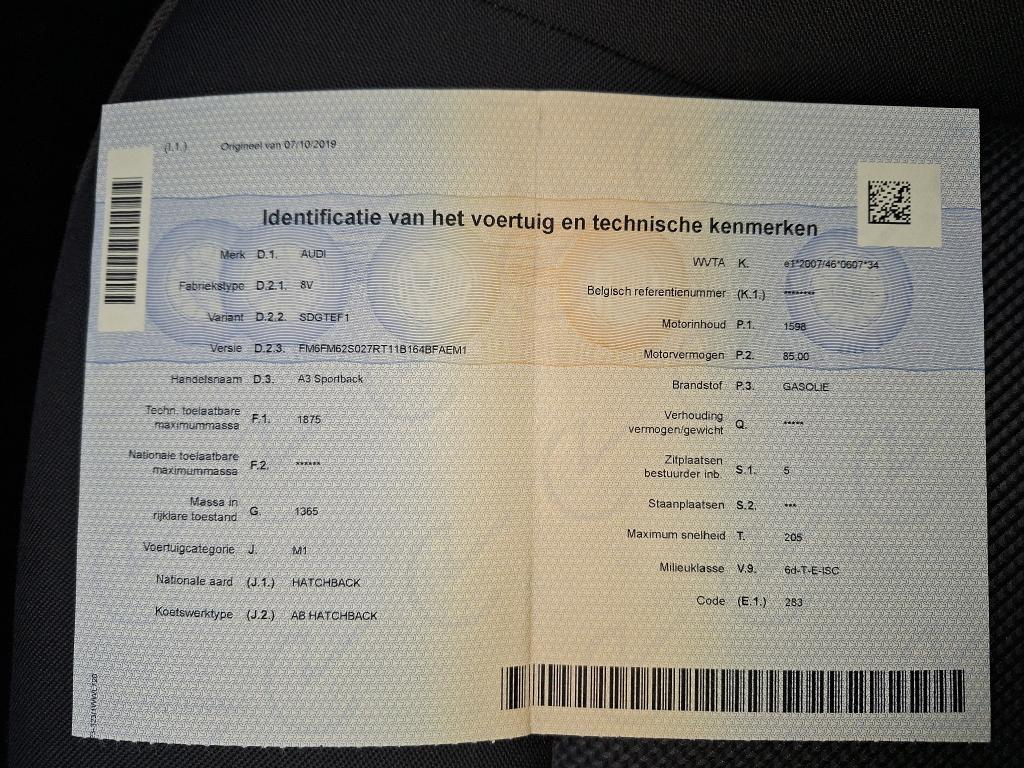 (I.1.) Origineel van 07/10/2019
Identificatie van het voertuig en technische kenmerken
Merk D.1. AUDI
Fabriekstype D.2.1. 8V
Variant D.2.2. SDGTEF1
Versie D.2.3. FM6FM62S027RT11B164BFAEM1
Handelsnaam D.3. A3 Sportback
Techn. toelaatbare
maximummassa F.1. 1875
Nationale toelaatbare
maximummassa F.2. ******
Massa in
rijklare toestand G. 1365
Voertuigcategorie J. M1
Nationale aard (J.1.) HATCHBACK
Koetswerktype (J.2.) AB HATCHBACK
WVTA K. e1*2007/46*0607*34
Belgisch referentienummer (K.1.) ********
Motorinhoud P.1. 1598
Motorvermogen P.2. 85,00
Brandstof P.3. GASOLIE
Verhouding
vermogen/gewicht Q. *****
Zitplaatsen
bestuurder inb. S.1. 5
Staanplaatsen S.2. ***
Maximum snelheid T. 205
Milieuklasse V.9. 6d-T-E-ISC
Code (E.1.) 283